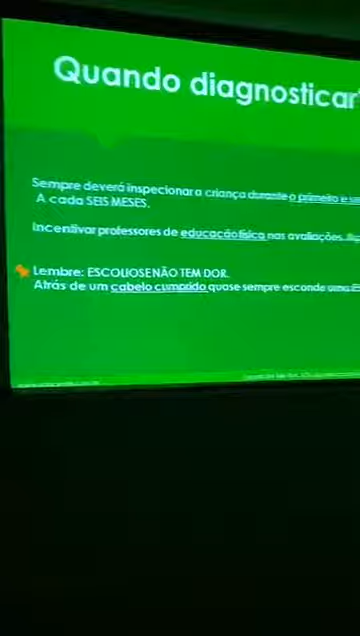 Quando diagnosticar?
Sempre deverá inspecionar a criança durante o primeiro e
A cada SEIS MESES.
Incentivar professores de educação física nas avaliações.
Lembre: ESCOLIOSE NÃO TEM DOR.
Atrás de um cabelo cumprido quase sempre esconde uma